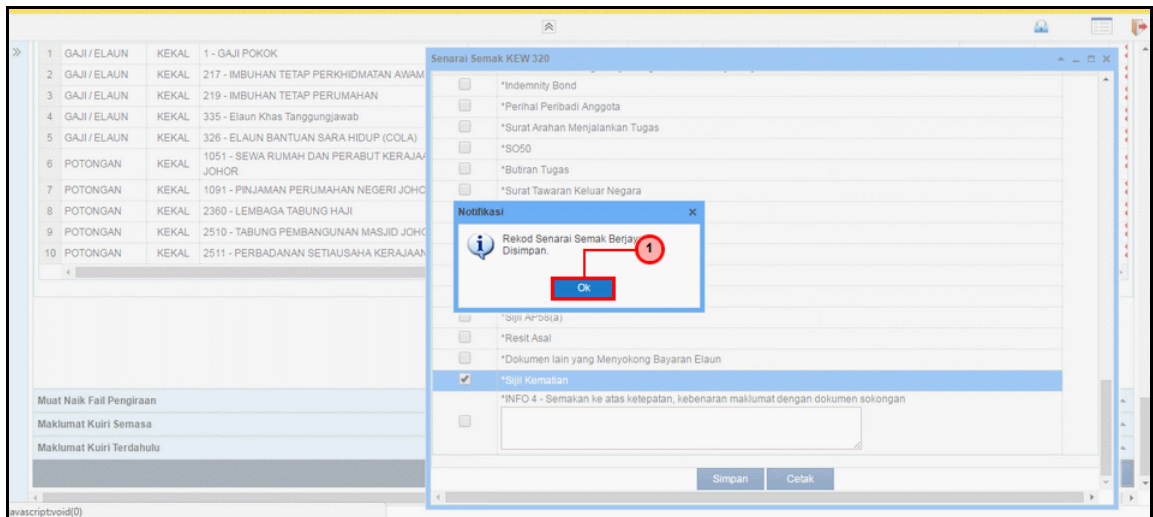 1 GAJI / ELAUN KEKAL 1 - GAJI POKOK
2 GAJI / ELAUN KEKAL 217 - IMBUHAN TETAP PERKHIDMATAN AWAM
3 GAJI / ELAUN KEKAL 219 - IMBUHAN TETAP PERUMAHAN
4 GAJI / ELAUN KEKAL 335 - Elaun Khas Tanggungjawab
5 GAJI / ELAUN KEKAL 326 - ELAUN BANTUAN SARA HIDUP (COLA)
6 POTONGAN KEKAL 1051 - SEWA RUMAH DAN PERABUT KERAJAA
JOHOR
7 POTONGAN KEKAL 1091 - PINJAMAN PERUMAHAN NEGERI JOHO
8 POTONGAN KEKAL 2360 - LEMBAGA TABUNG HAJI
9 POTONGAN KEKAL 2510 - TABUNG PEMBANGUNAN MASJID JOHO
10 POTONGAN KEKAL 2511 - PERBADANAN SETIAUSAHA KERAJAAN
Muat Naik Fail Pengiraan
Maklumat Kuiri Semasa
Maklumat Kuiri Terdahulu
avascript:void(0)
Senarai Semak KEW 320
*Indemnity Bond
*Perihal Peribadi Anggota
*Surat Arahan Menjalankan Tugas
*SO50
*Butiran Tugas
*Surat Tawaran Keluar Negara
Notifikasi
Rekod Senarai Semak Berjaya
Disimpan.
1
Ok
*Sijil AP58(a)
*Resit Asal
*Dokumen lain yang Menyokong Bayaran Elaun
*Sijil Kematian
*INFO 4 - Semakan ke atas ketepatan, kebenaran maklumat dengan dokumen sokongan
Simpan Cetak